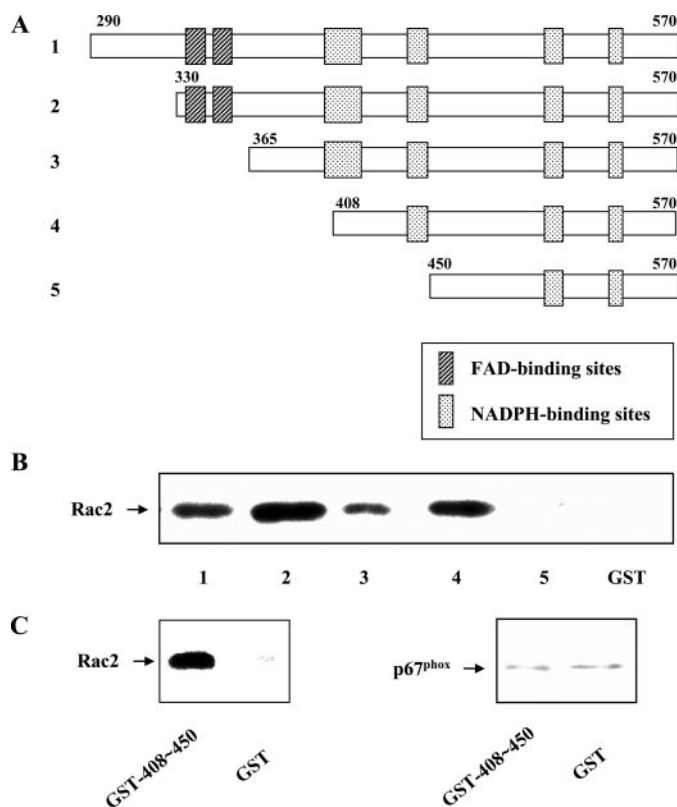 A
290 570
1
330 570
2
365 570
3
408 570
4
450 570
5
FAD-binding sites
NADPH-binding sites
B
Rac2
1 2 3 4 5 GST
C
Rac2
p67phox
GST-408~450
GST
GST-408~450
GST